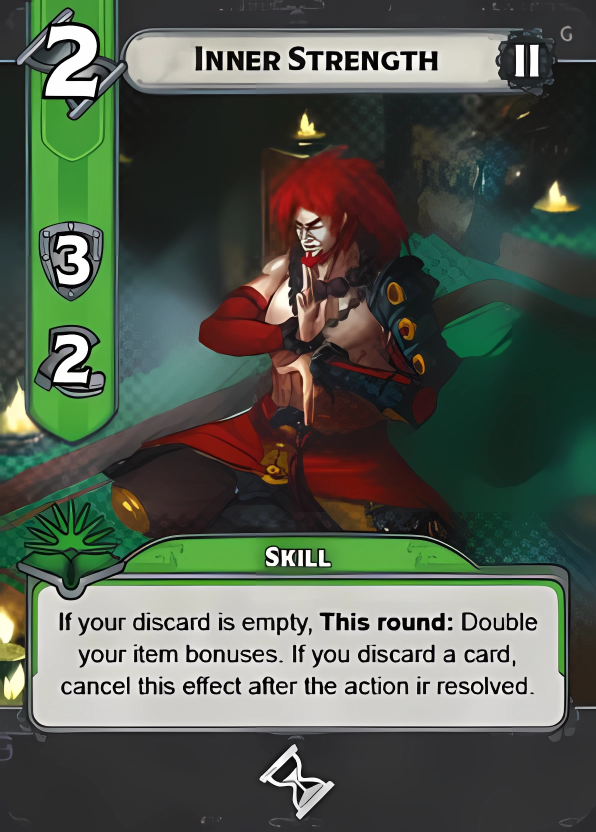 2
INNER STRENGTH
II
G
3
2
SKILL
If your discard is empty, This round: Double
your item bonuses. If you discard a card,
cancel this effect after the action ir resolved.